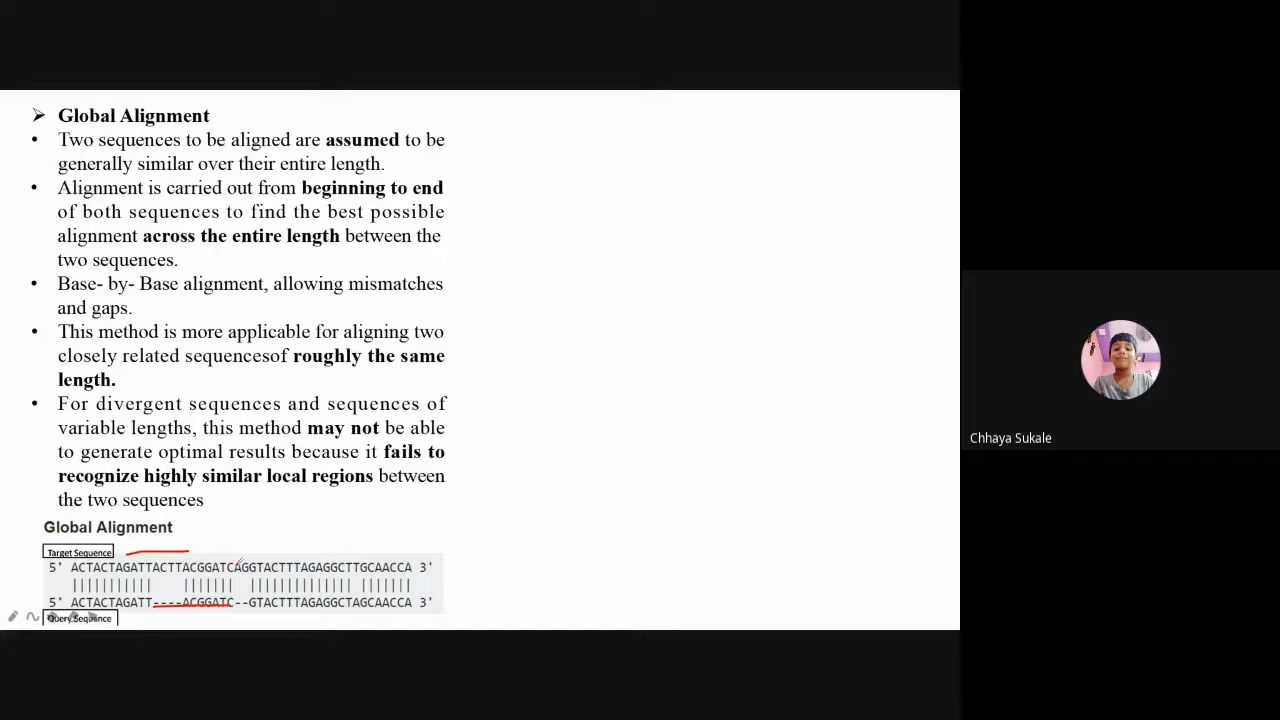 ➢ Global Alignment
• Two sequences to be aligned are assumed to be
generally similar over their entire length.
• Alignment is carried out from beginning to end
of both sequences to find the best possible
alignment across the entire length between the
two sequences.
• Base- by- Base alignment, allowing mismatches
and gaps.
• This method is more applicable for aligning two
closely related sequencesof roughly the same
length.
• For divergent sequences and sequences of
variable lengths, this method may not be able
to generate optimal results because it fails to
recognize highly similar local regions between
the two sequences
Global Alignment
Target Sequence
5' ACTACTAGATTACTTACGGATCAGGTACTTTAGAGGCTTGCAACCA 3'
||||||||||| ||||||| |||||||||||||| |||||||
5' ACTACTAGATT----ACGGATC--GTACTTTAGAGGCTAGCAACCA 3'
Query Sequence
Chhaya Sukale